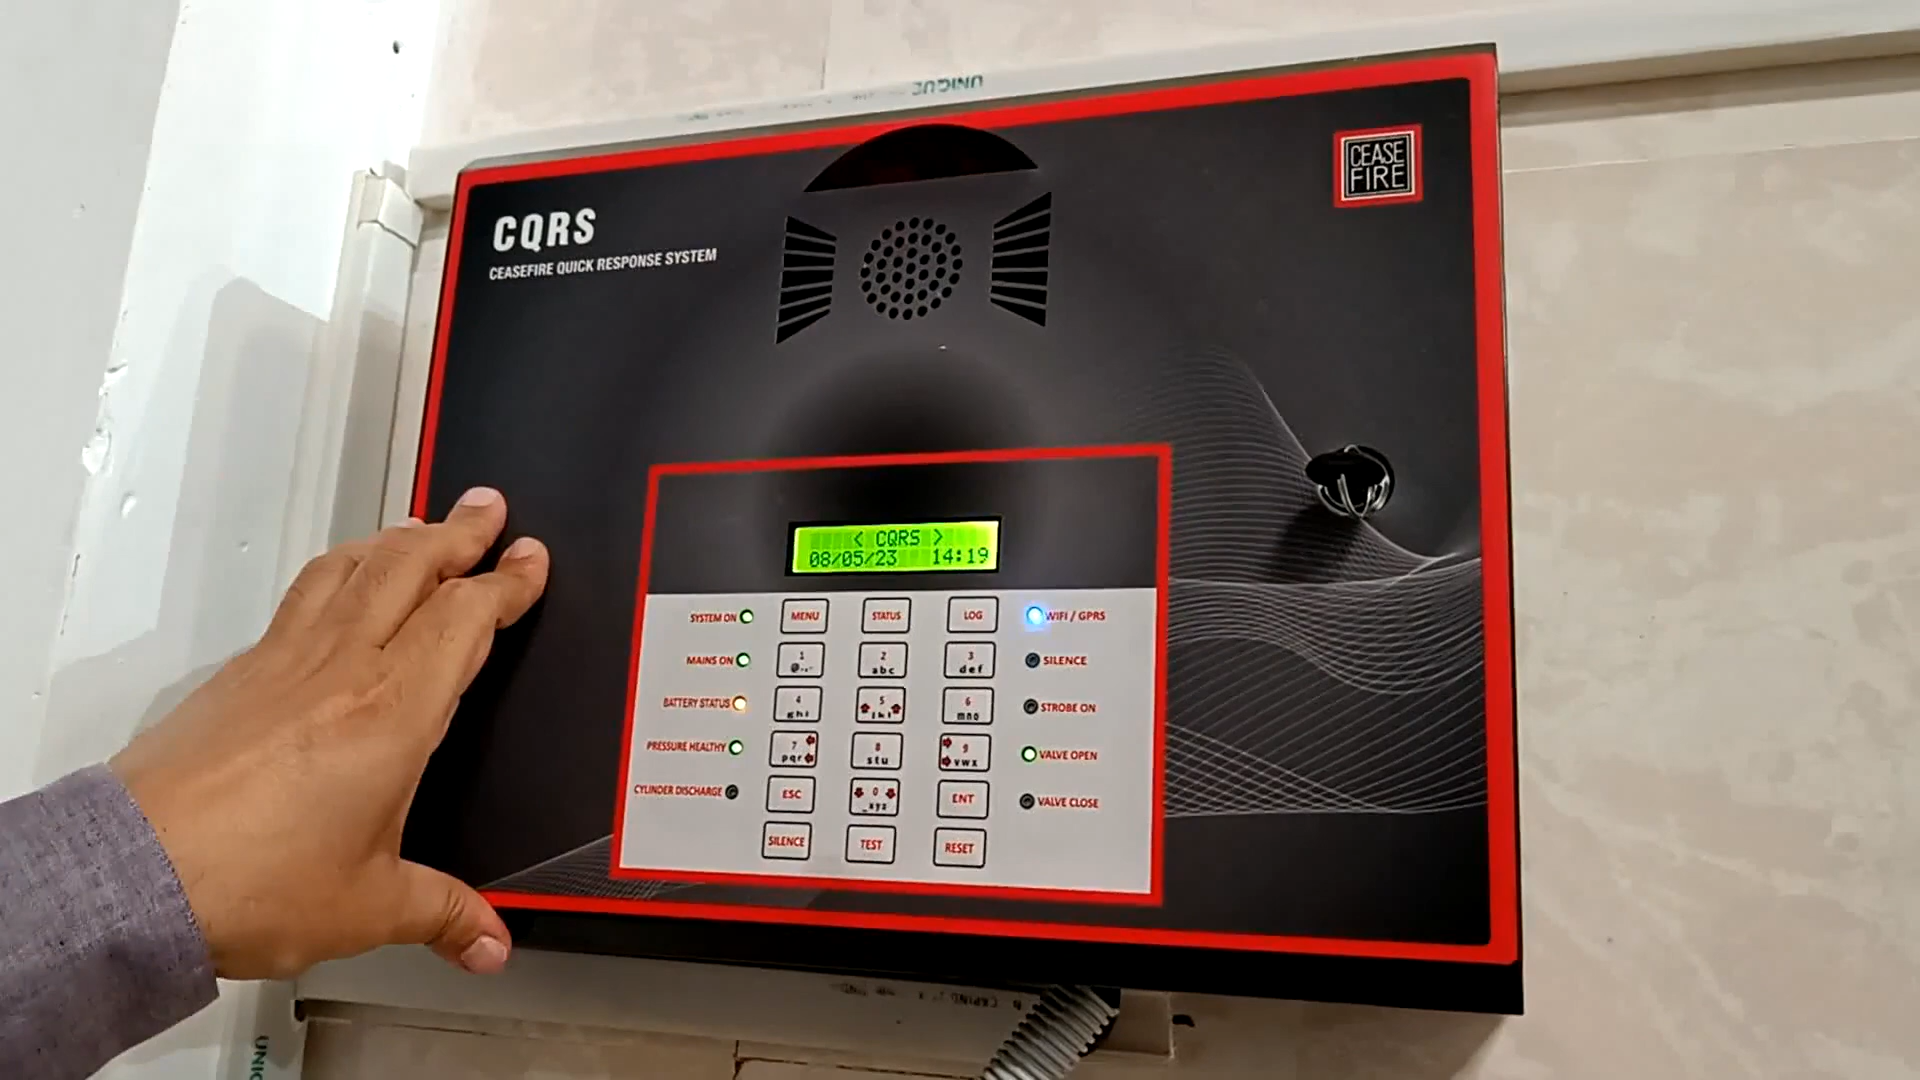 UNIQUE
CEASE
FIRE
CQRS
CEASEFIRE QUICK RESPONSE SYSTEM
< CQRS >
08/05/23 14:19
SYSTEM ON MENU STATUS LOG WIFI / GPRS
MAINS ON 1 @.,- 2 abc 3 def SILENCE
BATTERY STATUS 4 ghi 5 jkl 6 mno STROBE ON
PRESSURE HEALTHY 7 pqr 8 stu 9 vwx VALVE OPEN
CYLINDER DISCHARGE ESC 0 _xyz ENT VALVE CLOSE
SILENCE TEST RESET